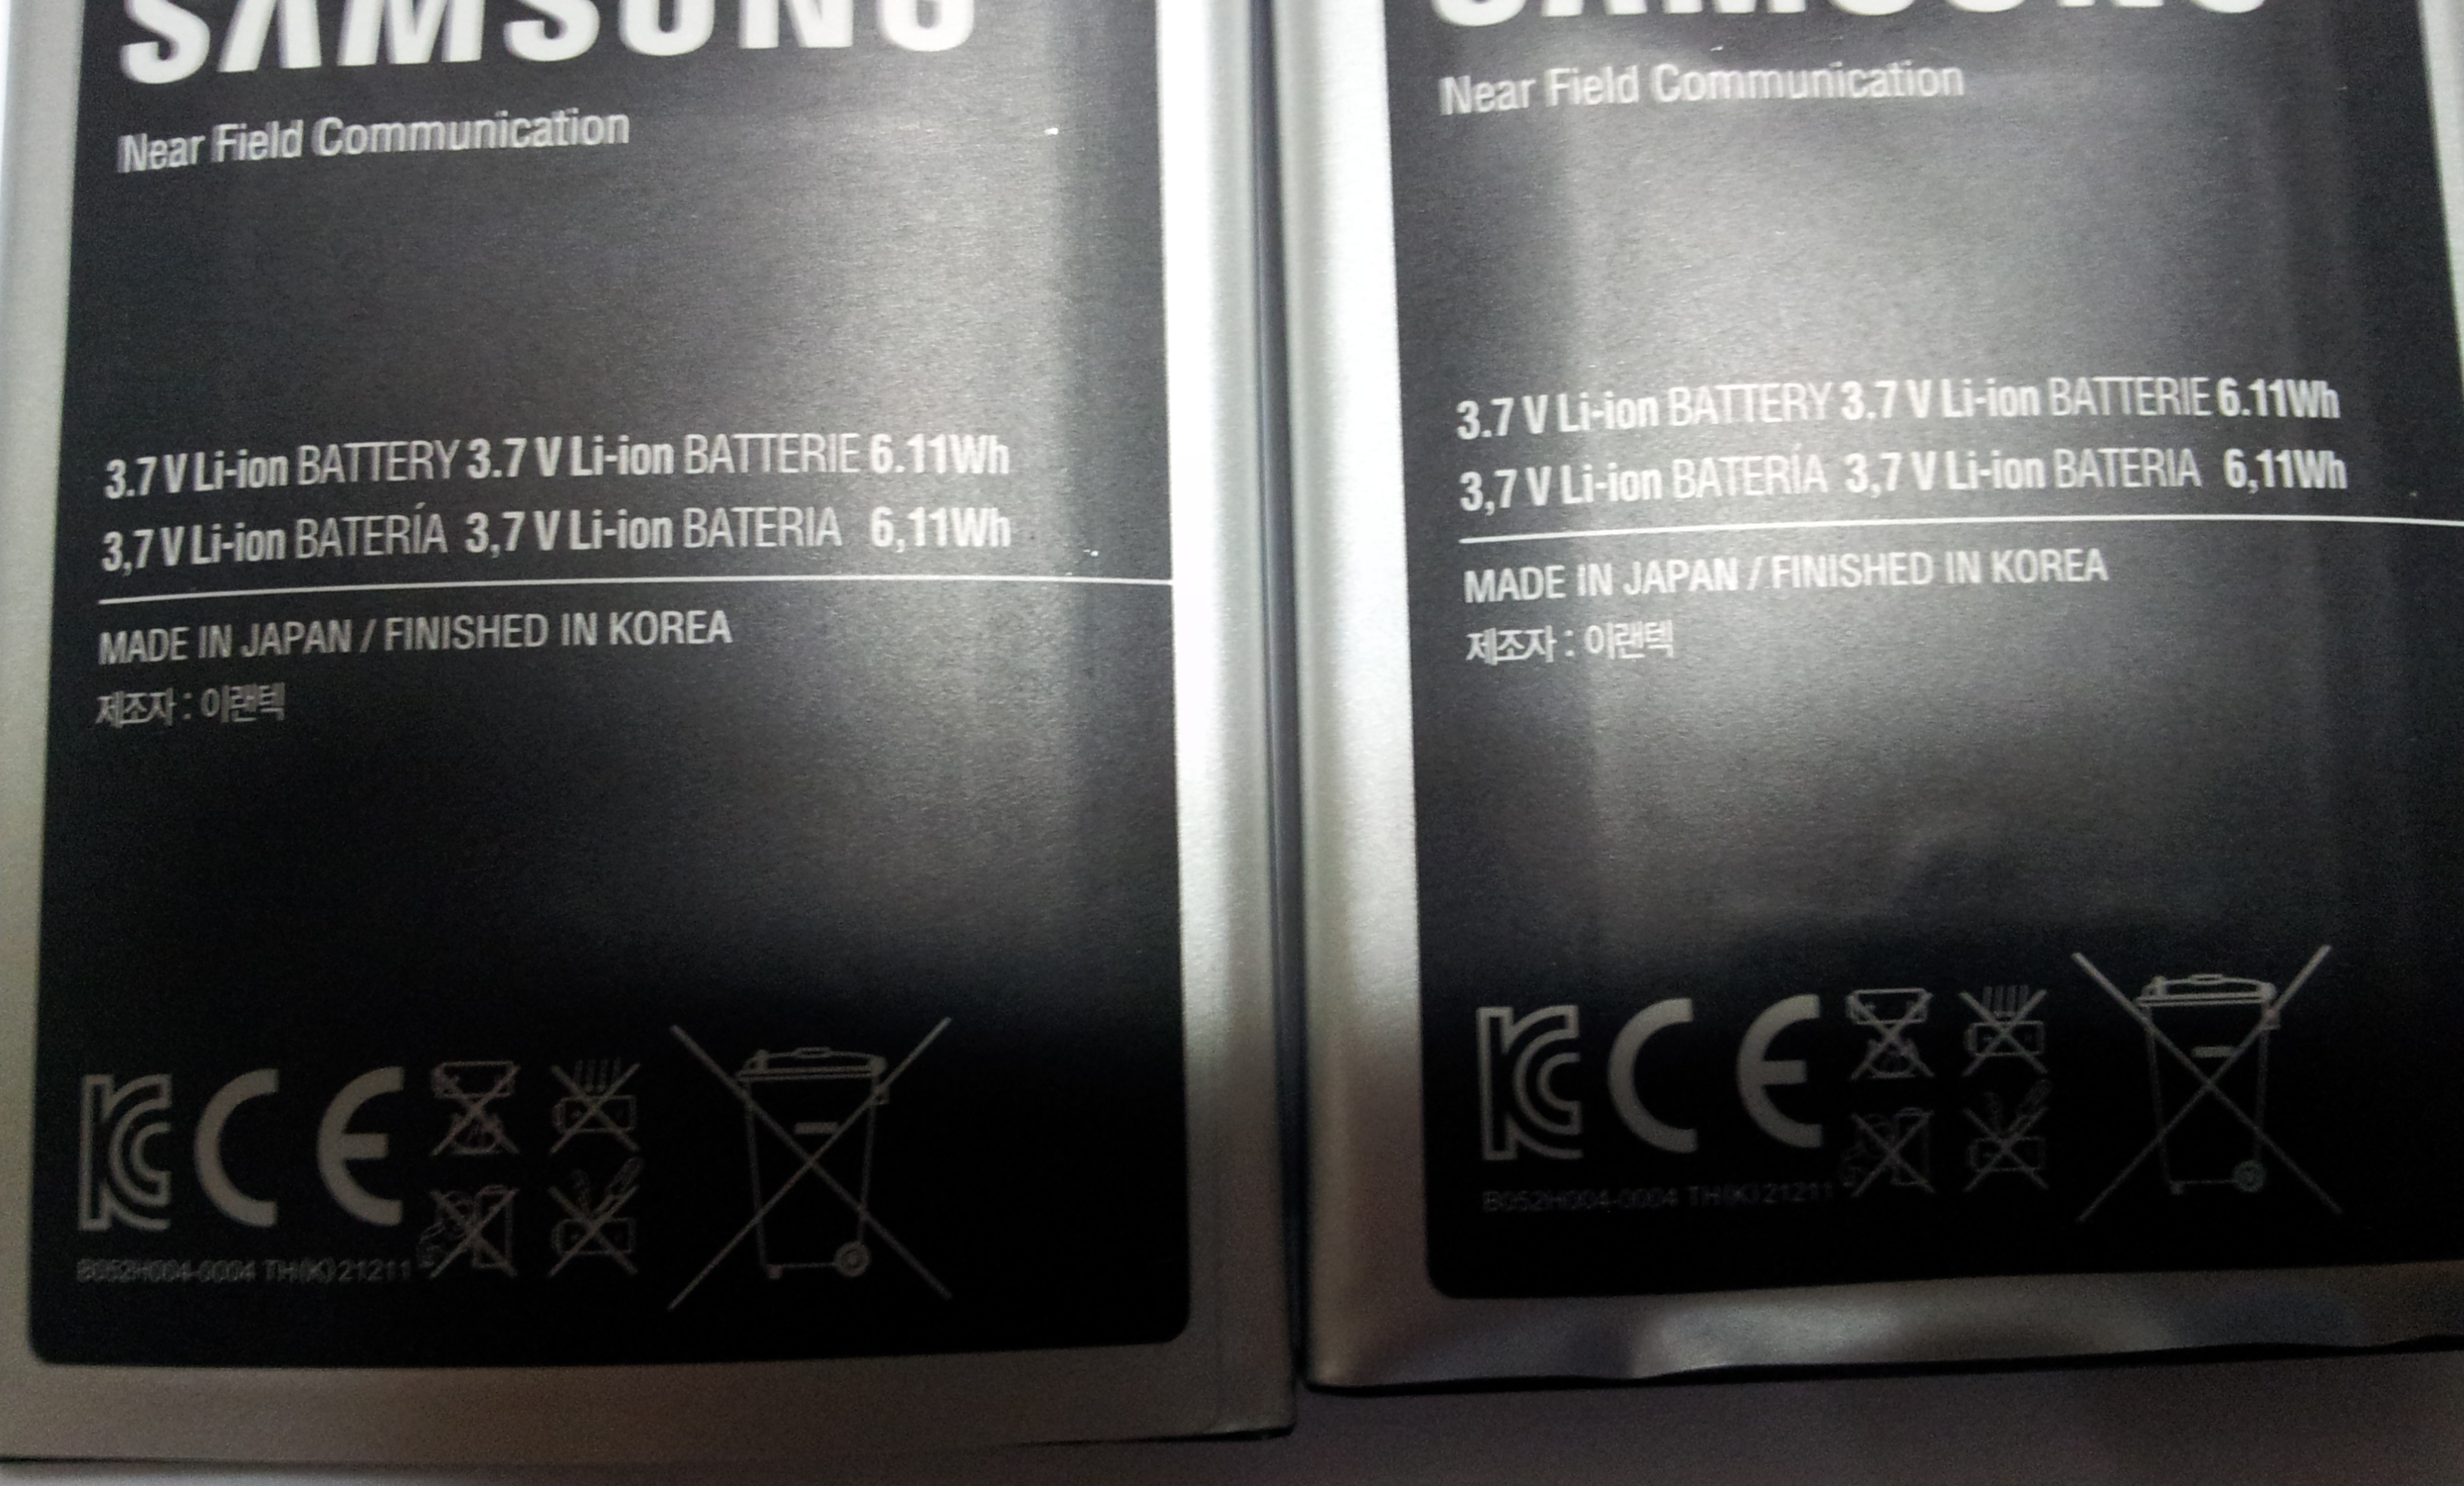 SAMSUNG
Near Field Communication
3.7 V Li-ion BATTERY 3.7 V Li-ion BATTERIE 6.11Wh
3,7 V Li-ion BATERÍA 3,7 V Li-ion BATERIA 6,11Wh
MADE IN JAPAN / FINISHED IN KOREA
제조자 : 이랜텍
CE
B052H004-0004 TH(K)21211
SAMSUNG
Near Field Communication
3.7 V Li-ion BATTERY 3.7 V Li-ion BATTERIE 6.11Wh
3,7 V Li-ion BATERÍA 3,7 V Li-ion BATERIA 6,11Wh
MADE IN JAPAN / FINISHED IN KOREA
제조자 : 이랜텍
CE
B052H004-0004 TH(K)21211